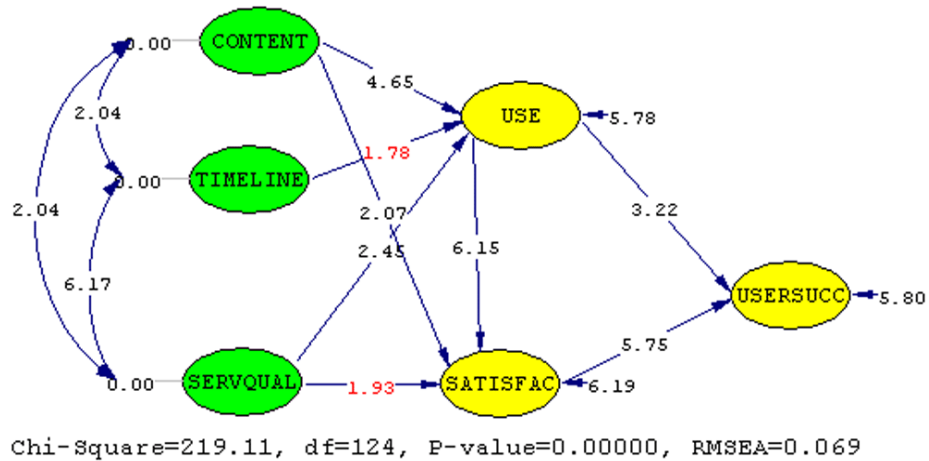 0.00
CONTENT
4.65
2.04
USE
5.78
1.78
0.00
TIMELINE
2.04
2.07
3.22
2.45
6.15
6.17
USERSUCC
5.80
5.75
0.00
SERVQUAL
1.93
SATISFAC
6.19
Chi-Square=219.11, df=124, P-value=0.00000, RMSEA=0.069